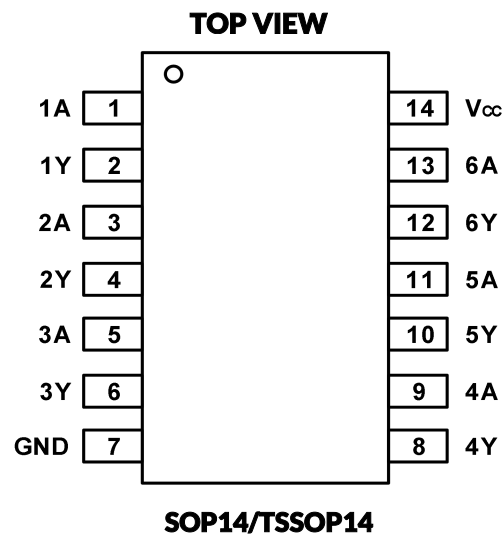 TOP VIEW
1A 1 14 Vcc
1Y 2 13 6A
2A 3 12 6Y
2Y 4 11 5A
3A 5 10 5Y
3Y 6 9 4A
GND 7 8 4Y
SOP14/TSSOP14